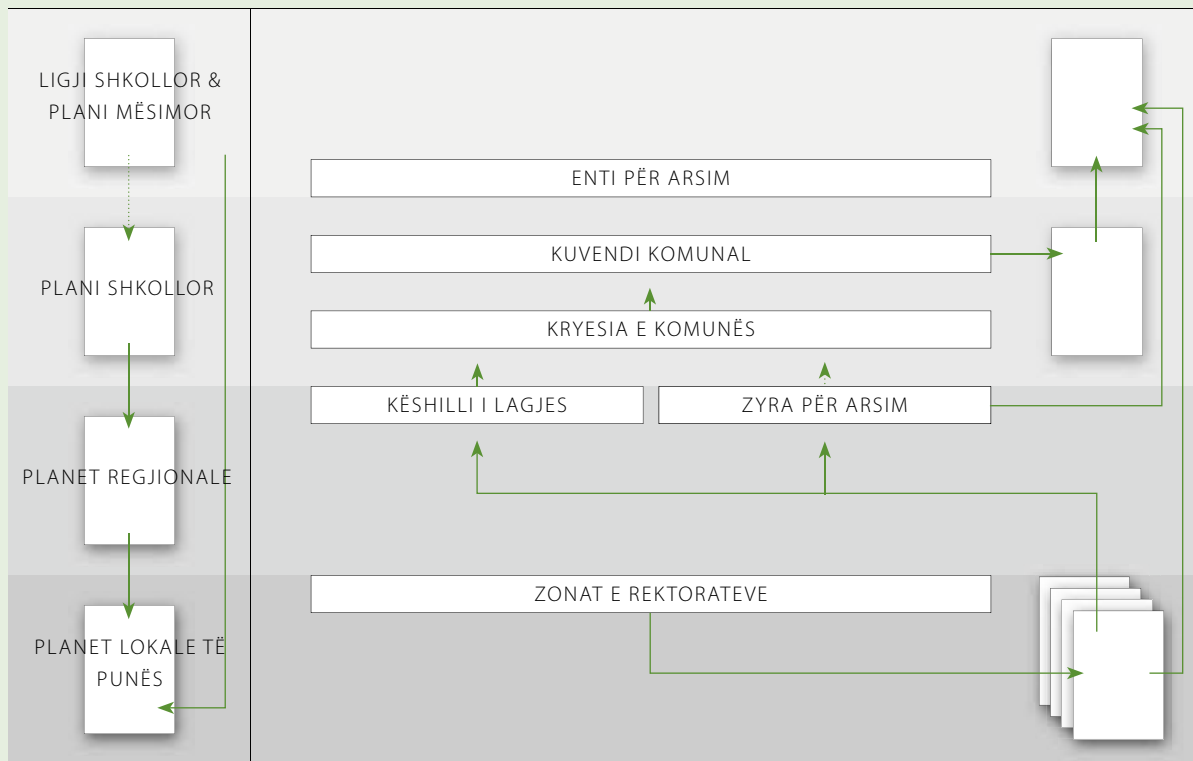 LIGJI SHKOLLOR &
PLANI MËSIMOR
PLANI SHKOLLOR
PLANET REGJIONALE
PLANET LOKALE TË
PUNËS
ENTI PËR ARSIM
KUVENDI KOMUNAL
KRYESIA E KOMUNËS
KËSHILLI I LAGJES
ZYRA PËR ARSIM
ZONAT E REKTORATEVE